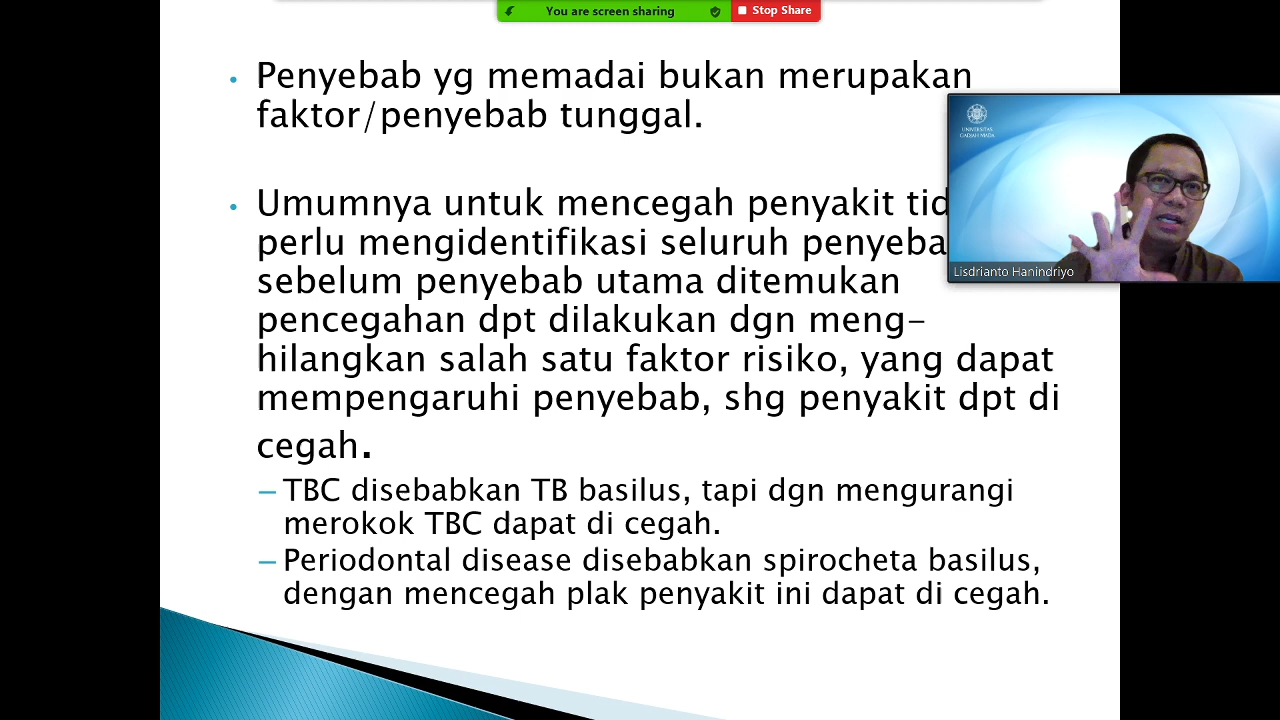 You are screen sharing
Stop Share
Penyebab yg memadai bukan merupakan
faktor/penyebab tunggal.
UNIVERSITAS
GADJAH MADA
Umumnya untuk mencegah penyakit tid
perlu mengidentifikasi seluruh penyeba
sebelum penyebab utama ditemukan
pencegahan dpt dilakukan dgn meng-
hilangkan salah satu faktor risiko, yang dapat
mempengaruhi penyebab, shg penyakit dpt di
cegah.
Lisdrianto Hanindriyo
– TBC disebabkan TB basilus, tapi dgn mengurangi
merokok TBC dapat di cegah.
– Periodontal disease disebabkan spirocheta basilus,
dengan mencegah plak penyakit ini dapat di cegah.